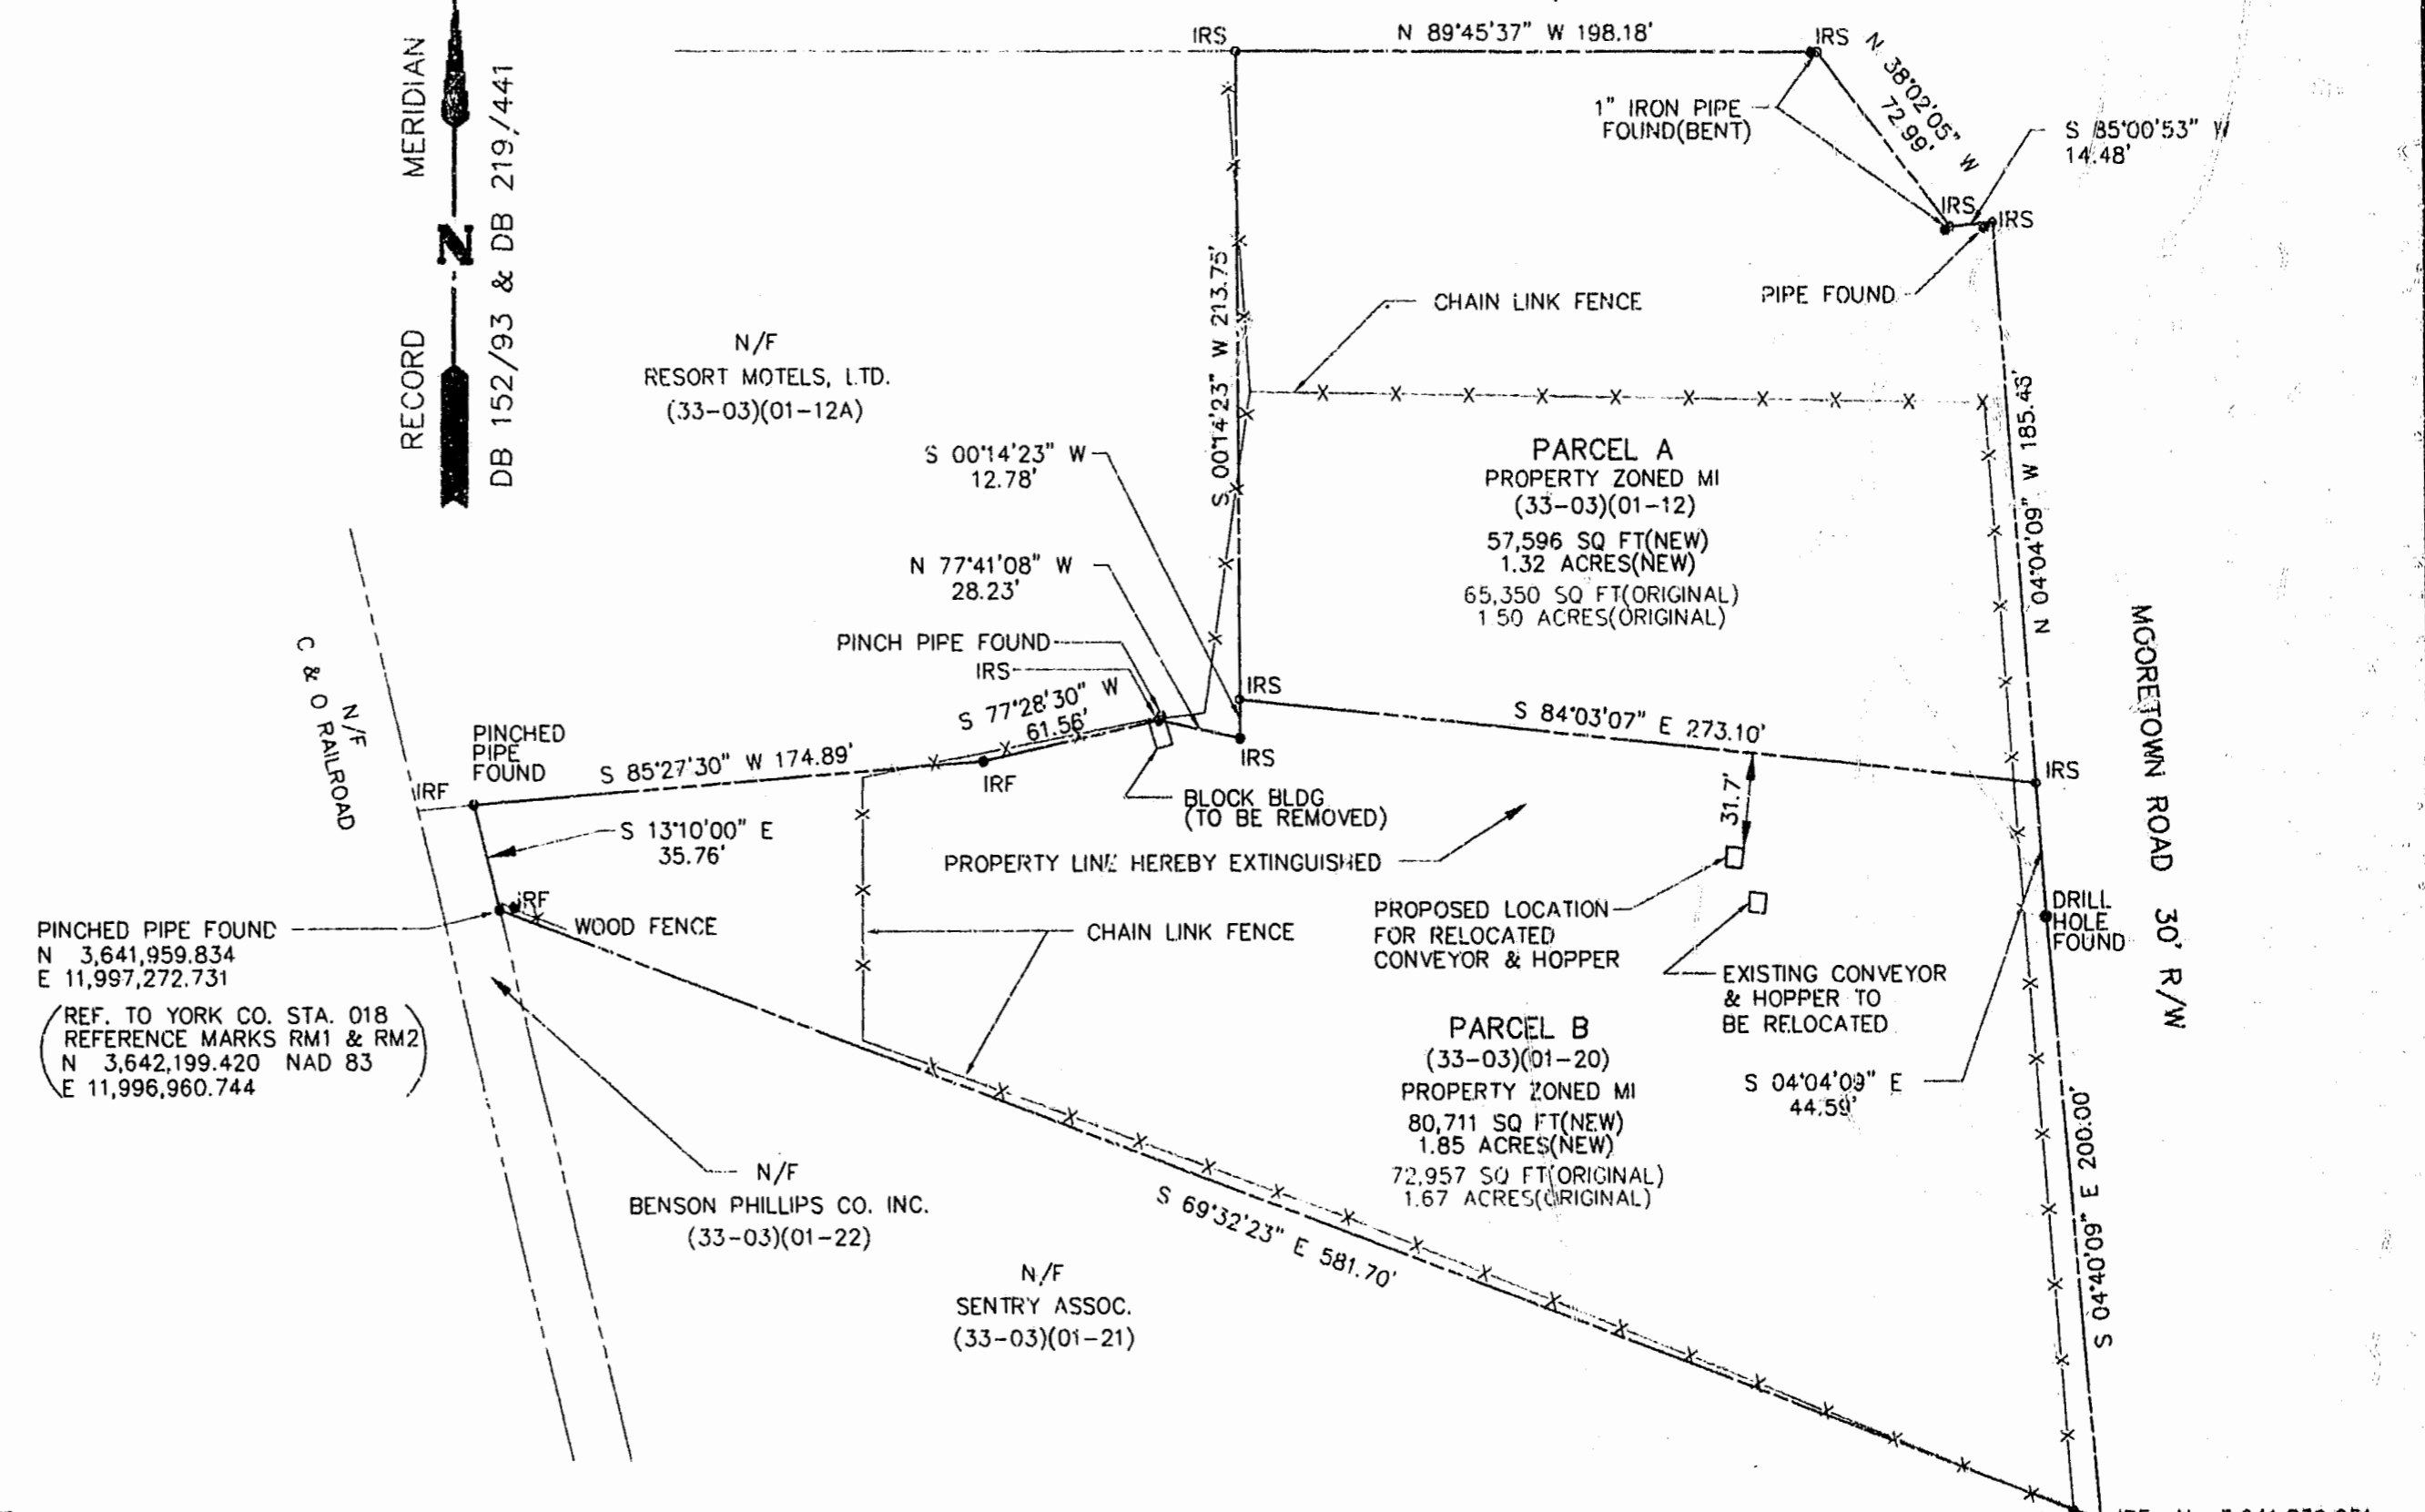 MERIDIAN
RECORD
N
DB 152/93 & DB 219/441
IRS
N 89°45'37" W 198.18'
IRS
N 38°02'05" W
72.99'
1" IRON PIPE
FOUND(BENT)
S 85°00'53" W
14.48'
IRS
IRS
PIPE FOUND
CHAIN LINK FENCE
S 00°14'23" W 213.75'
N/F
RESORT MOTELS, LTD.
(33-03)(01-12A)
S 00°14'23" W
12.78'
N 77°41'08" W
28.23'
PINCH PIPE FOUND
IRS
S 77°28'30" W
61.56'
PARCEL A
PROPERTY ZONED MI
(33-03)(01-12)
57,596 SQ FT(NEW)
1.32 ACRES(NEW)
65,350 SQ FT(ORIGINAL)
1.50 ACRES(ORIGINAL)
N 04°04'09" W 185.45'
MOORETOWN ROAD 30' R/W
N/F
C & O RAILROAD
PINCHED
PIPE
FOUND
IRF
S 85°27'30" W 174.89'
IRF
IRS
IRS
S 84°03'07" E 273.10'
IRS
31.7'
BLOCK BLDG
(TO BE REMOVED)
S 13°10'00" E
35.76'
PROPERTY LINE HEREBY EXTINGUISHED
IRF
WOOD FENCE
CHAIN LINK FENCE
PROPOSED LOCATION
FOR RELOCATED
CONVEYOR & HOPPER
EXISTING CONVEYOR
& HOPPER TO
BE RELOCATED
DRILL
HOLE
FOUND
PINCHED PIPE FOUND
N 3,641,959.834
E 11,997,272.731
(REF. TO YORK CO. STA. 018
REFERENCE MARKS RM1 & RM2
N 3,642,199.420 NAD 83
E 11,996,960.744)
PARCEL B
(33-03)(01-20)
PROPERTY ZONED MI
80,711 SQ FT(NEW)
1.85 ACRES(NEW)
72,957 SQ FT(ORIGINAL)
1.67 ACRES(ORIGINAL)
S 04°04'09" E
44.59'
S 04°40'09" E 200.00'
N/F
BENSON PHILLIPS CO. INC.
(33-03)(01-22)
S 69°32'23" E 581.70'
N/F
SENTRY ASSOC.
(33-03)(01-21)